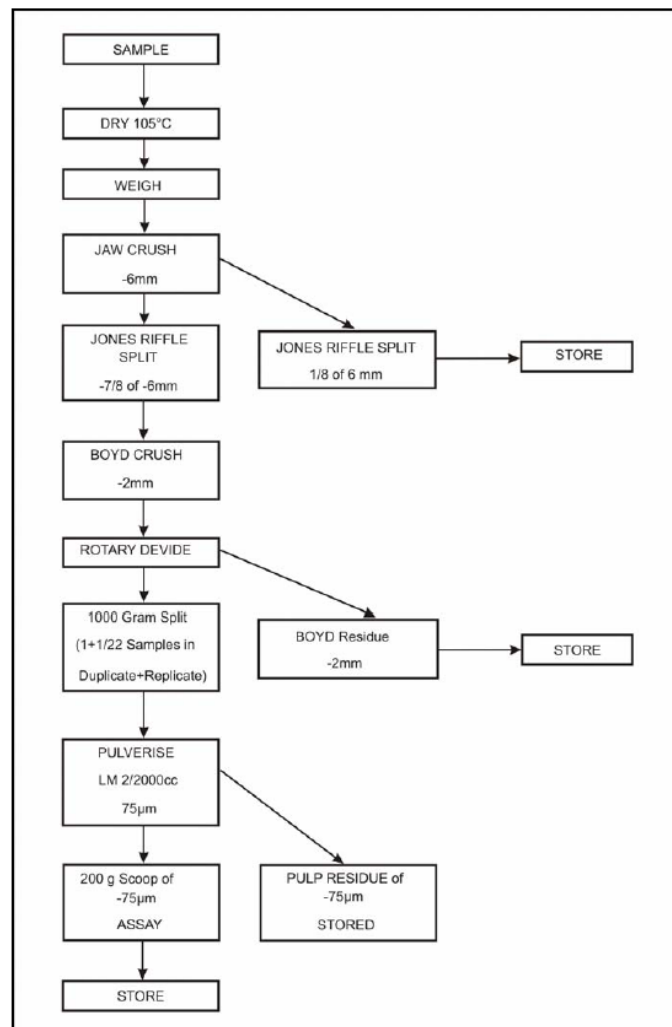 SAMPLE
DRY 105°C
WEIGH
JAW CRUSH
-6mm
JONES RIFFLE
SPLIT
-7/8 of -6mm
JONES RIFFLE SPLIT
1/8 of 6 mm
STORE
BOYD CRUSH
-2mm
ROTARY DEVIDE
1000 Gram Split
(1+1/22 Samples in
Duplicate+Replicate)
BOYD Residue
-2mm
STORE
PULVERISE
LM 2/2000cc
75µm
200 g Scoop of
-75µm
ASSAY
PULP RESIDUE of
-75µm
STORED
STORE